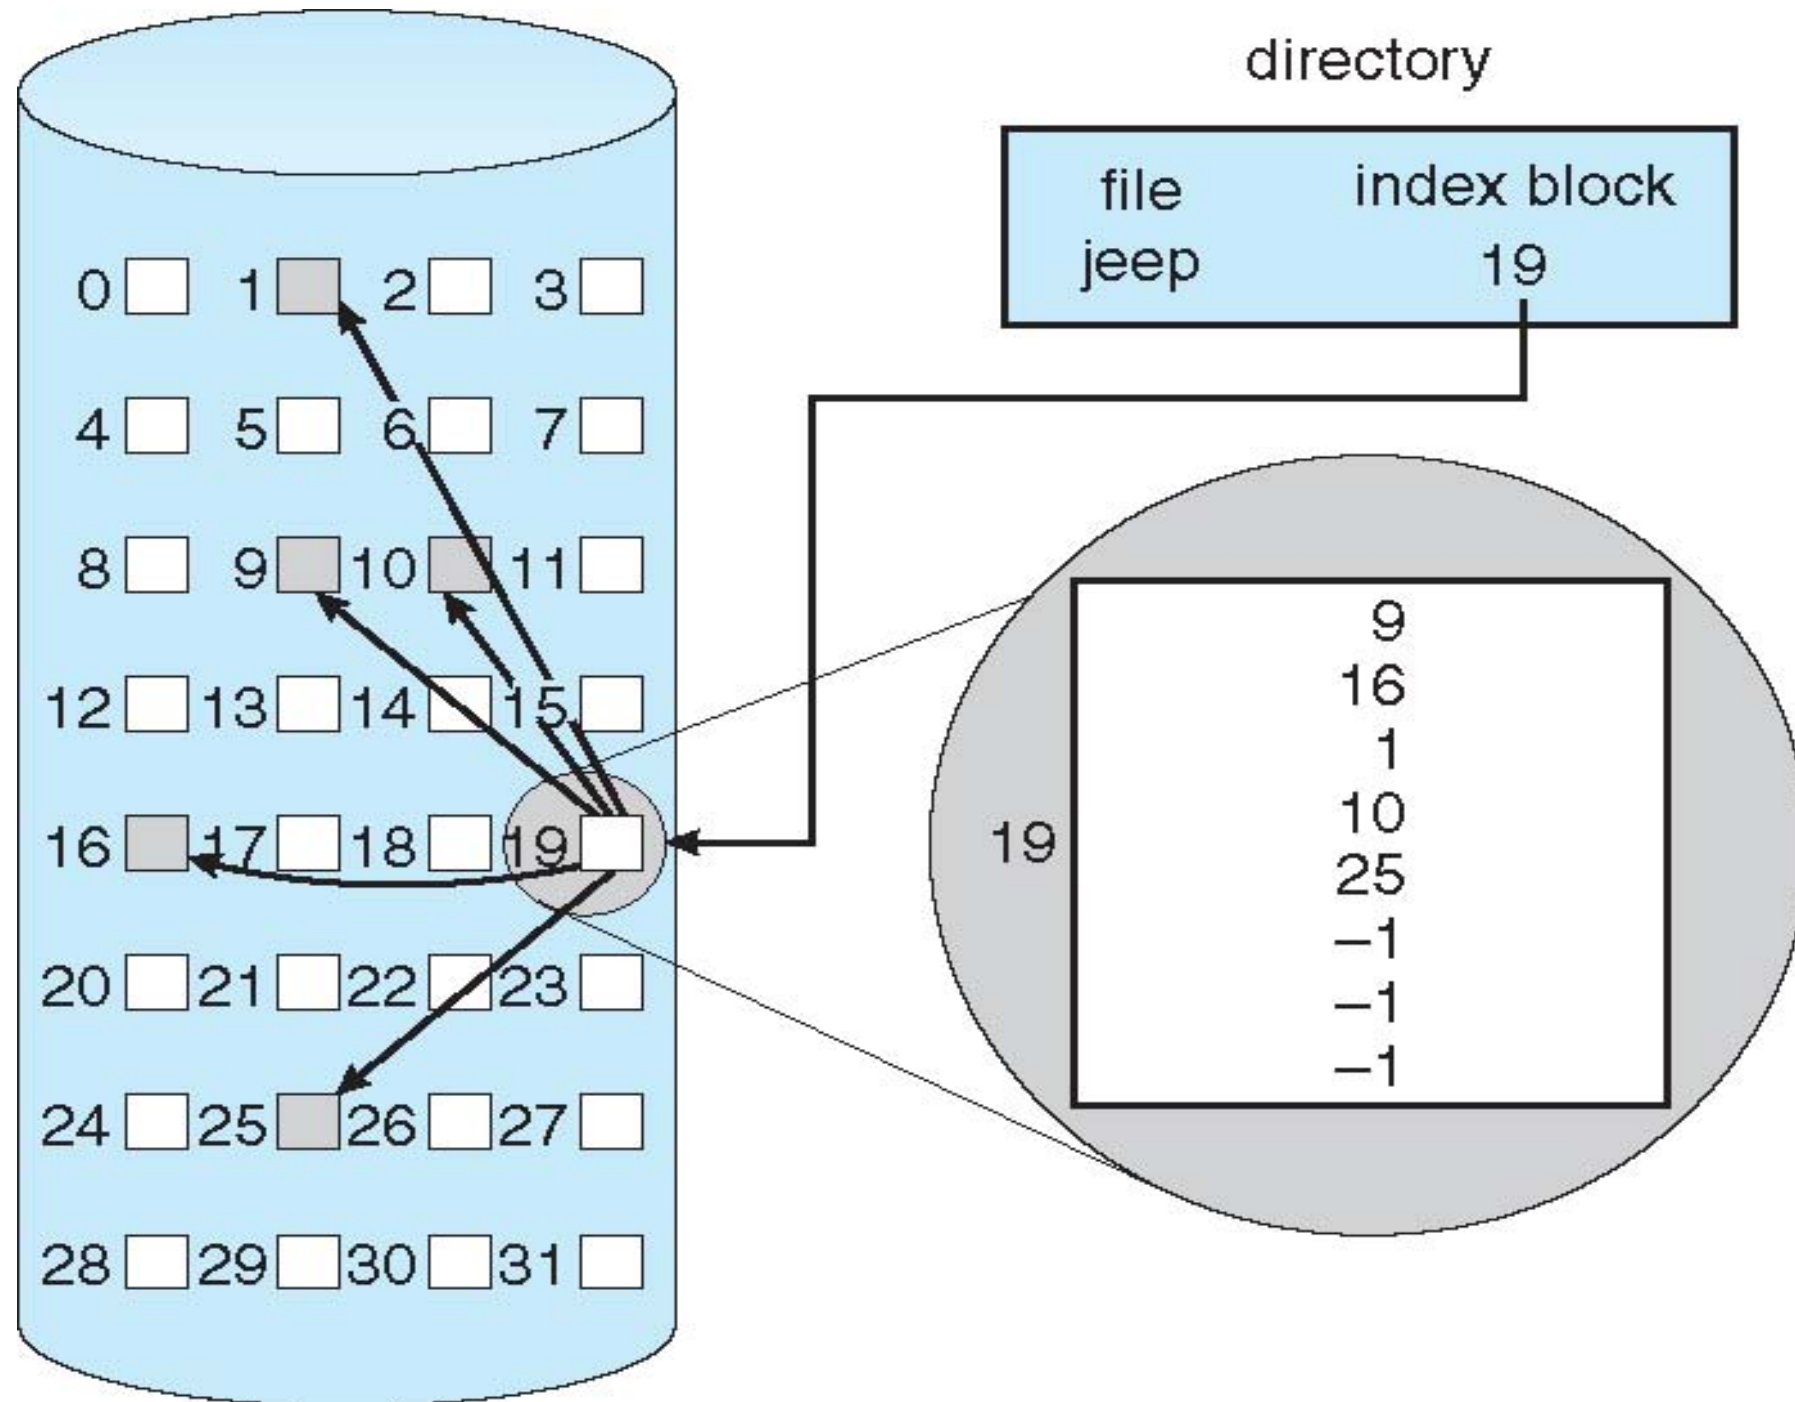 directory
file index block
jeep 19
0 1 2 3
4 5 6 7
8 9 10 11
12 13 14 15
16 17 18 19
20 21 22 23
24 25 26 27
28 29 30 31
19
9
16
1
10
25
–1
–1
–1